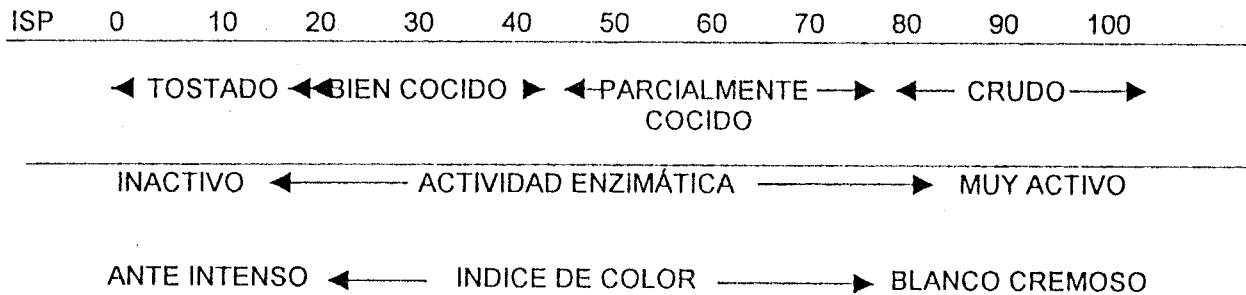 ISP 0 10 20 30 40 50 60 70 80 90 100
TOSTADO BIEN COCIDO PARCIALMENTE CRUDO
COCIDO
INACTIVO ACTIVIDAD ENZIMÁTICA MUY ACTIVO
ANTE INTENSO INDICE DE COLOR BLANCO CREMOSO